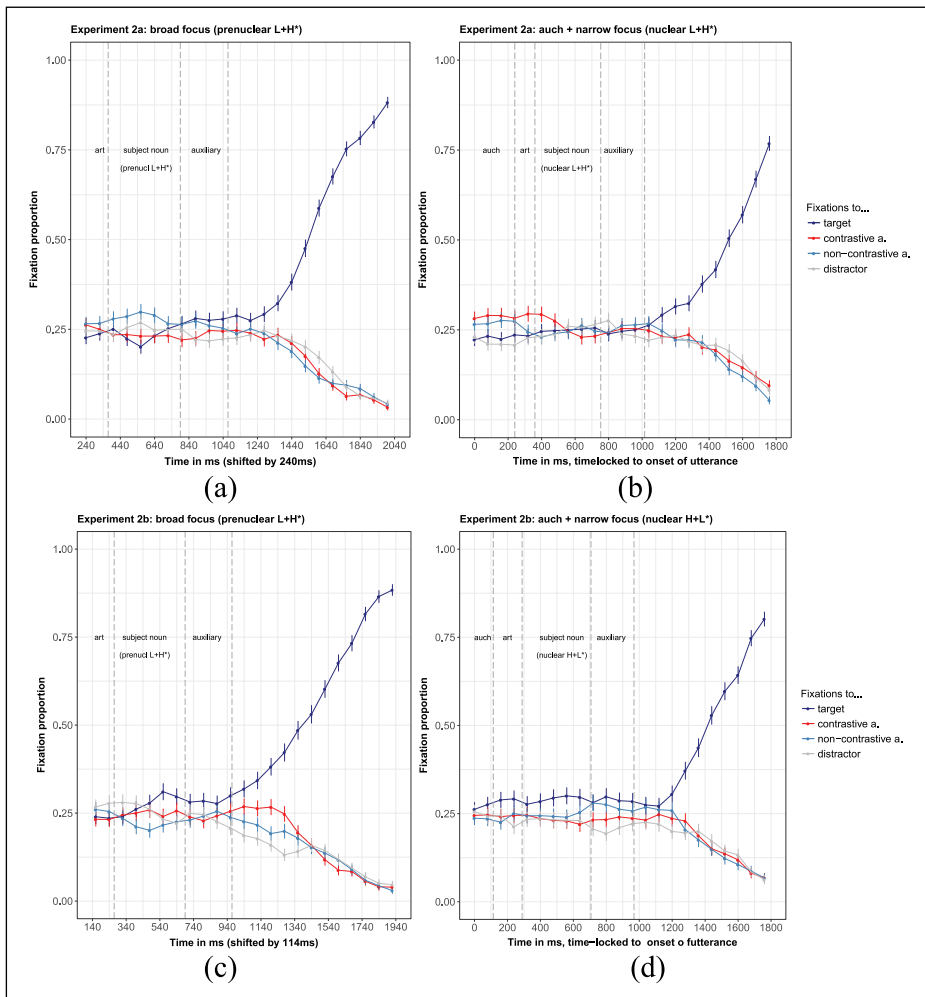 Experiment 2a: broad focus (prenuclear L+H*)
1.00
0.75
0.50
0.25
0.00
Fixation proportion
art
subject noun
auxiliary
(prenucl L+H*)
240 440 640 840 1040 1240 1440 1640 1840 2040
Time in ms (shifted by 240ms)
(a)
Experiment 2a: auch + narrow focus (nuclear L+H*)
1.00
0.75
0.50
0.25
0.00
Fixation proportion
auch
art
subject noun
auxiliary
(nuclear L+H*)
0 200 400 600 800 1000 1200 1400 1600 1800
Time in ms, timelocked to onset of utterance
(b)
Fixations to...
target
contrastive a.
non-contrastive a.
distractor
Experiment 2b: broad focus (prenuclear L+H*)
1.00
0.75
0.50
0.25
0.00
Fixation proportion
art
subject noun
auxiliary
(prenucl L+H*)
140 340 540 740 940 1140 1340 1540 1740 1940
Time in ms (shifted by 114ms)
(c)
Experiment 2b: auch + narrow focus (nuclear H+L*)
1.00
0.75
0.50
0.25
0.00
Fixation proportion
auch
art
subject noun
auxiliary
(nuclear H+L*)
0 200 400 600 800 1000 1200 1400 1600 1800
Time in ms, time-locked to onset o futterance
(d)
Fixations to...
target
contrastive a.
non-contrastive a.
distractor